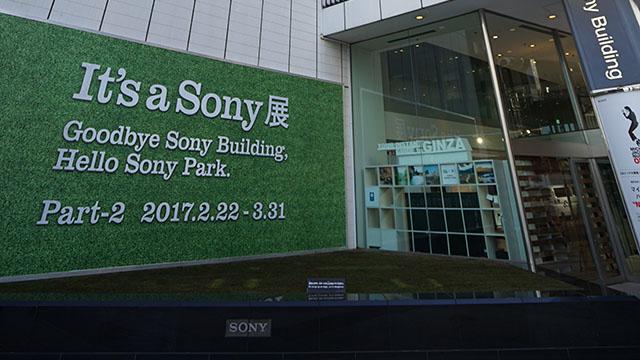 It's a Sony展
Goodbye Sony Building,
Hello Sony Park.
Part-2 2017.2.22 - 3.31
GINZA
SONY
ny Building